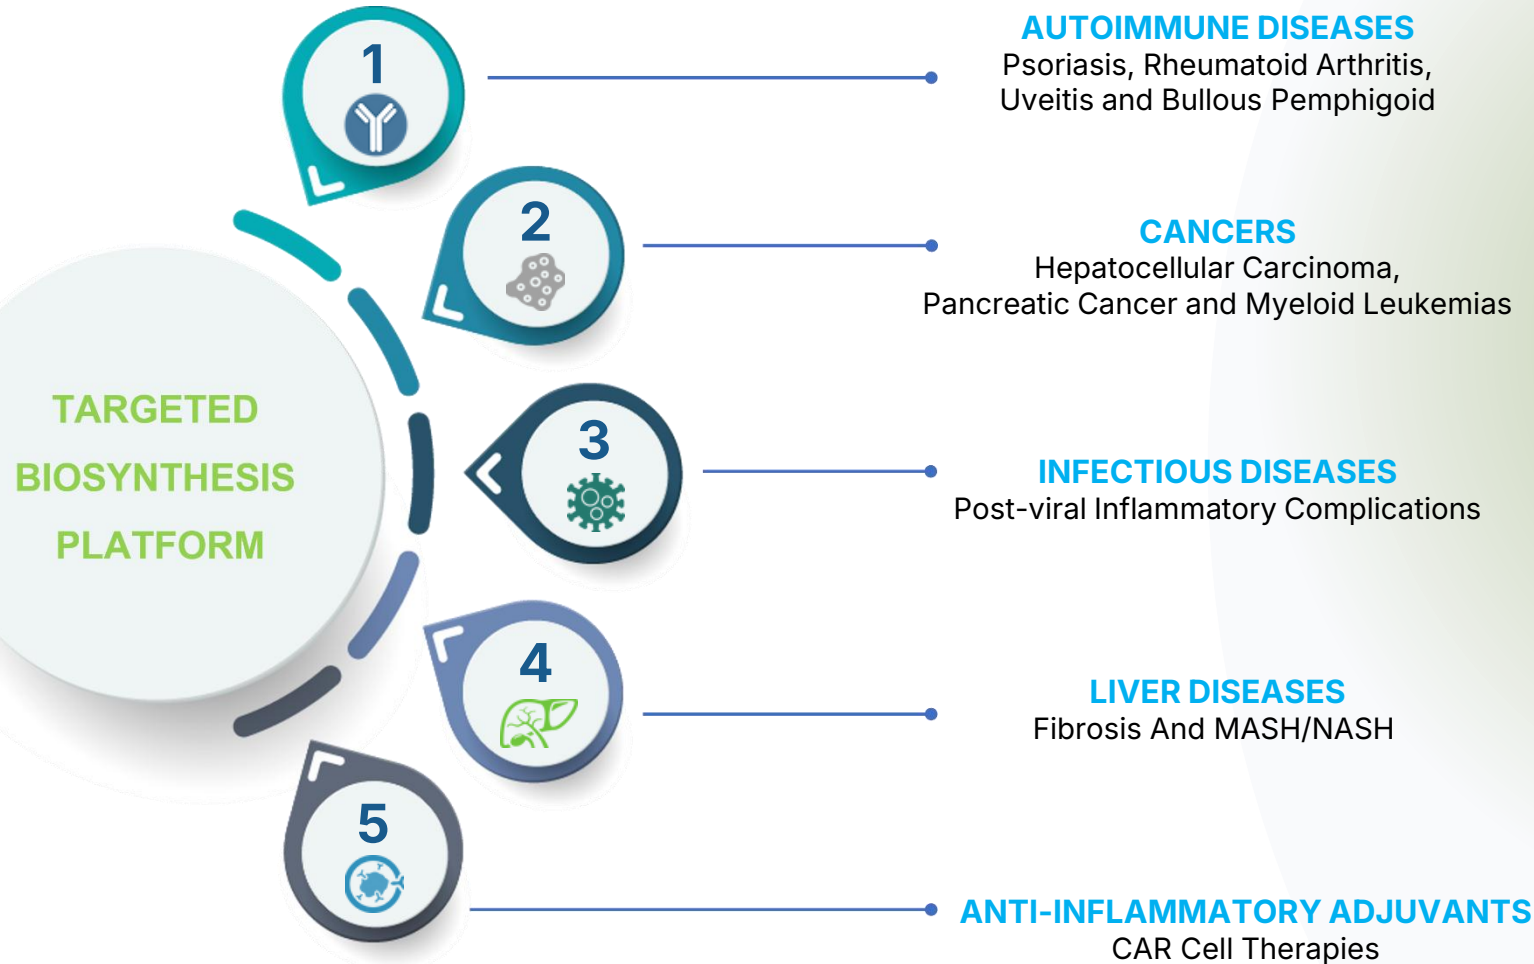 TARGETED
BIOSYNTHESIS
PLATFORM
1
AUTOIMMUNE DISEASES
Psoriasis, Rheumatoid Arthritis,
Uveitis and Bullous Pemphigoid
2
CANCERS
Hepatocellular Carcinoma,
Pancreatic Cancer and Myeloid Leukemias
3
INFECTIOUS DISEASES
Post-viral Inflammatory Complications
4
LIVER DISEASES
Fibrosis And MASH/NASH
5
ANTI-INFLAMMATORY ADJUVANTS
CAR Cell Therapies